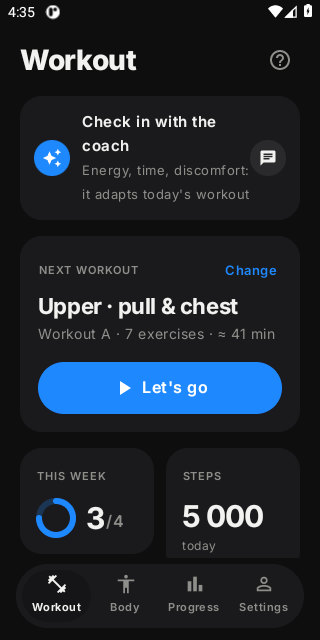 4:35
Workout
Check in with the
coach
Energy, time, discomfort:
it adapts today's workout
NEXT WORKOUT
Change
Upper · pull & chest
Workout A · 7 exercises · ≈ 41 min
Let's go
THIS WEEK
3/4
STEPS
5 000
today
Workout
Body
Progress
Settings